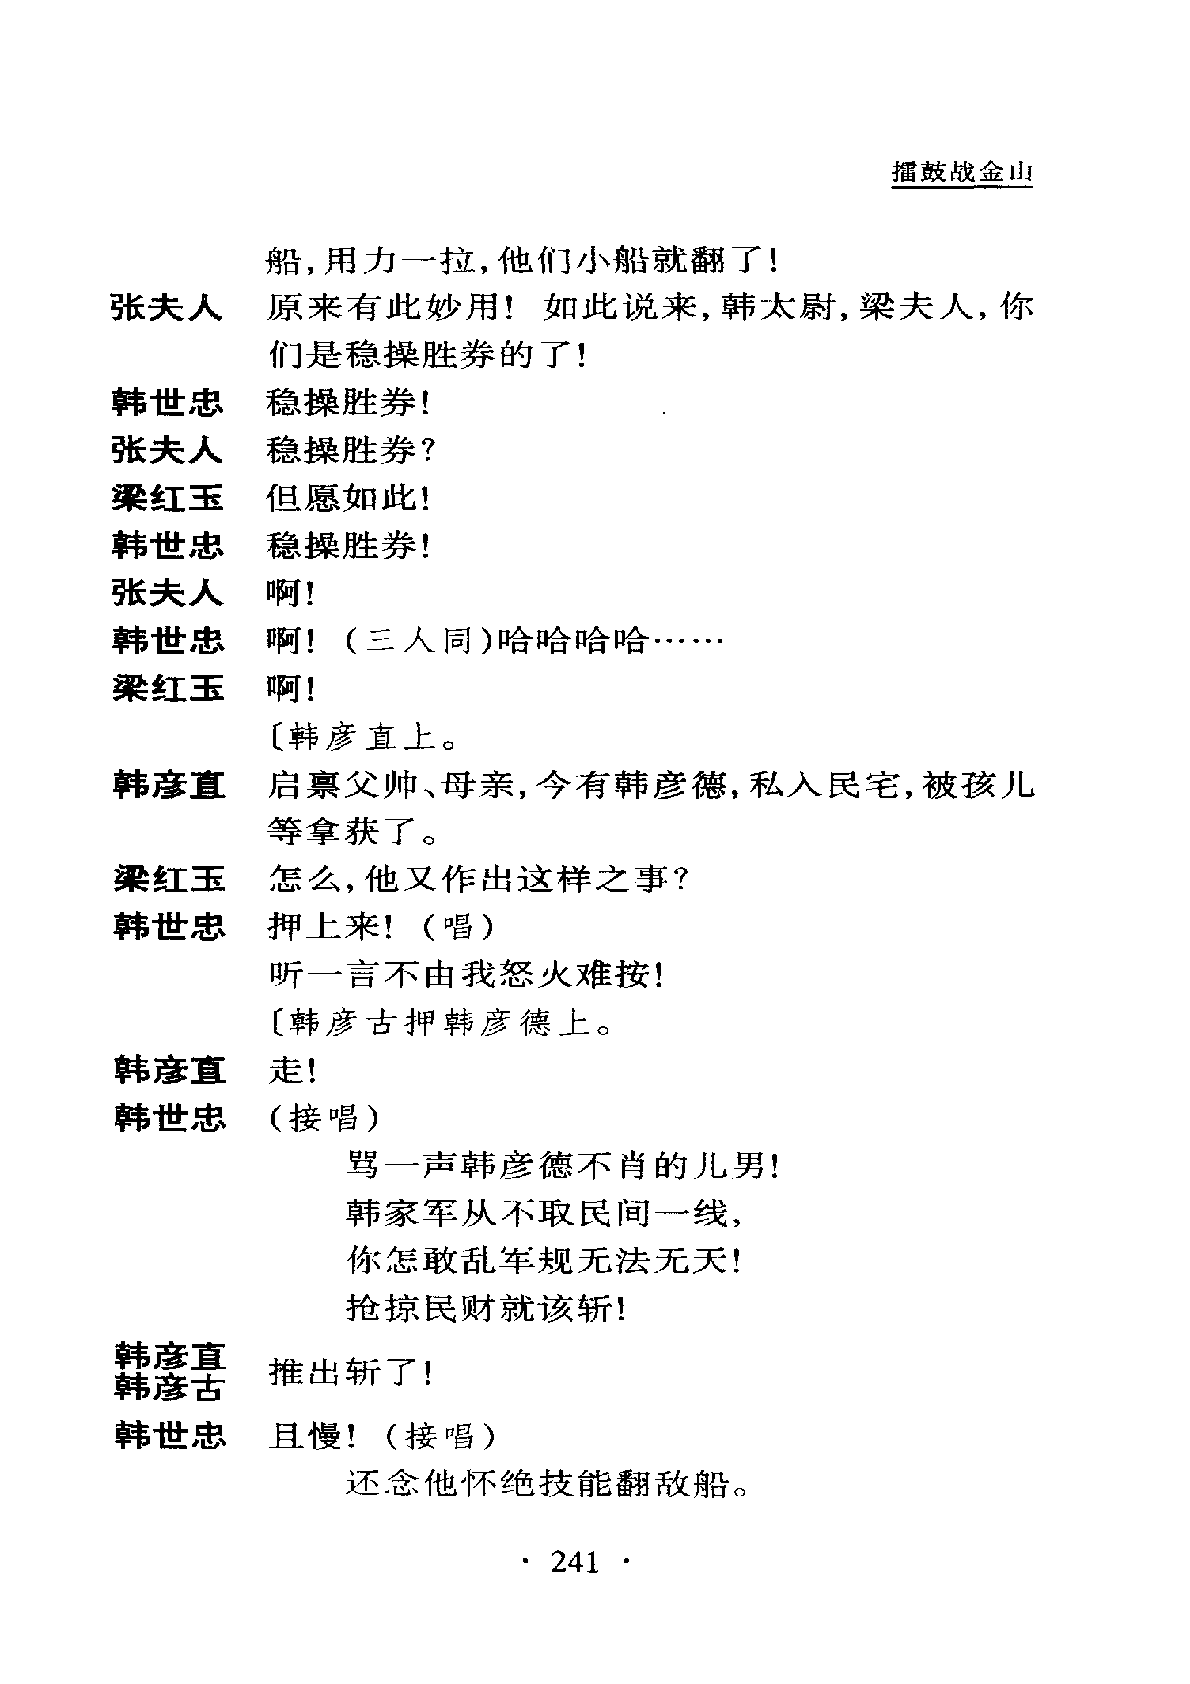 擂鼓战金山
船,用力一拉,他们小船就翻了!
张夫人 原来有此妙用! 如此说来,韩太尉,梁夫人,你
们是稳操胜券的了!
韩世忠 稳操胜券!
张夫人 稳操胜券?
梁红玉 但愿如此!
韩世忠 稳操胜券!
张夫人 啊!
韩世忠 啊! (三人同)哈哈哈哈……
梁红玉 啊!
〔韩彦直上。
韩彦直 启禀父帅、母亲,今有韩彦德,私入民宅,被孩儿
等拿获了。
梁红玉 怎么,他又作出这样之事?
韩世忠 押上来! (唱)
听一言不由我怒火难按!
〔韩彦古押韩彦德上。
韩彦直 走!
韩世忠 (接唱)
骂一声韩彦德不肖的儿男!
韩家军从不取民间一线,
你怎敢乱军规无法无天!
抢掠民财就该斩!
韩彦直
韩彦古 推出斩了!
韩世忠 且慢! (接唱)
还念他怀绝技能翻敌船。
· 241 ·